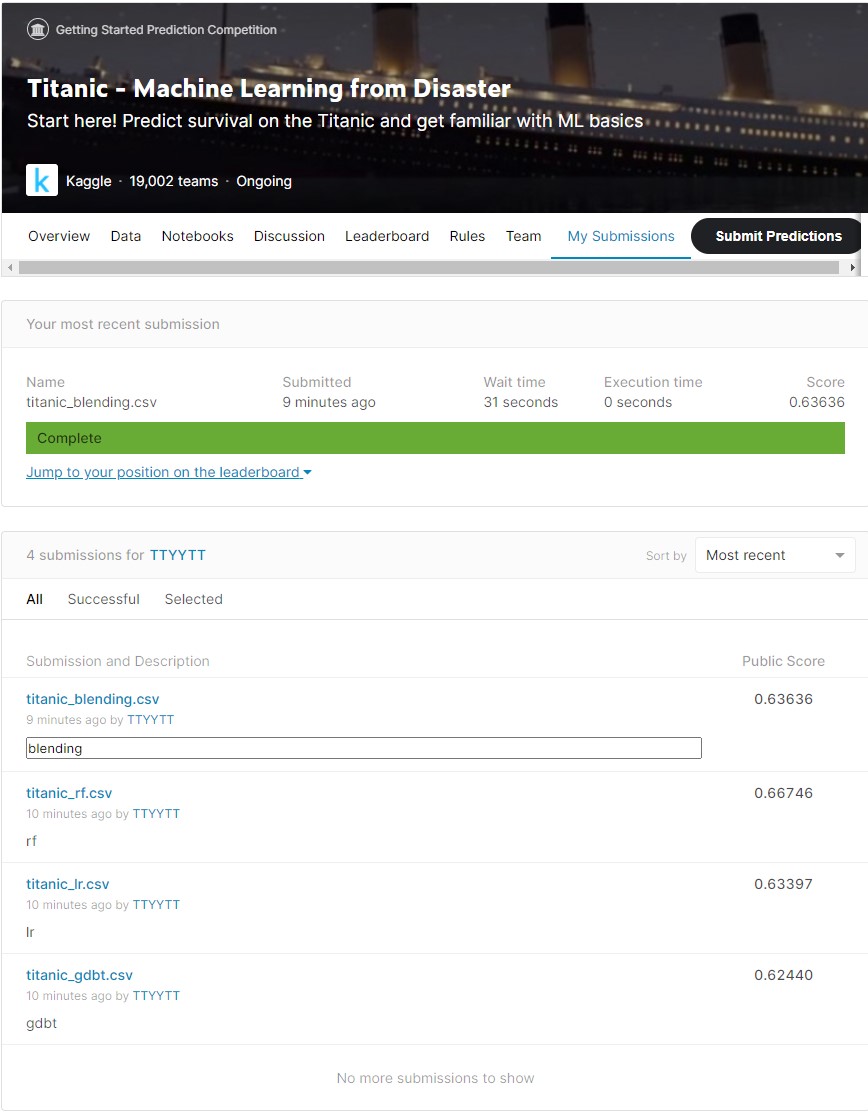 Getting Started Prediction Competition
Titanic - Machine Learning from Disaster
Start here! Predict survival on the Titanic and get familiar with ML basics
k Kaggle · 19,002 teams · Ongoing
Overview Data Notebooks Discussion Leaderboard Rules Team My Submissions Submit Predictions
Your most recent submission
Name Submitted Wait time Execution time Score
titanic_blending.csv 9 minutes ago 31 seconds 0 seconds 0.63636
Complete
Jump to your position on the leaderboard
4 submissions for TTYYTT Sort by Most recent
All Successful Selected
Submission and Description Public Score
titanic_blending.csv 0.63636
9 minutes ago by TTYYTT
blending
titanic_rf.csv 0.66746
10 minutes ago by TTYYTT
rf
titanic_lr.csv 0.63397
10 minutes ago by TTYYTT
lr
titanic_gdbt.csv 0.62440
10 minutes ago by TTYYTT
gdbt
No more submissions to show